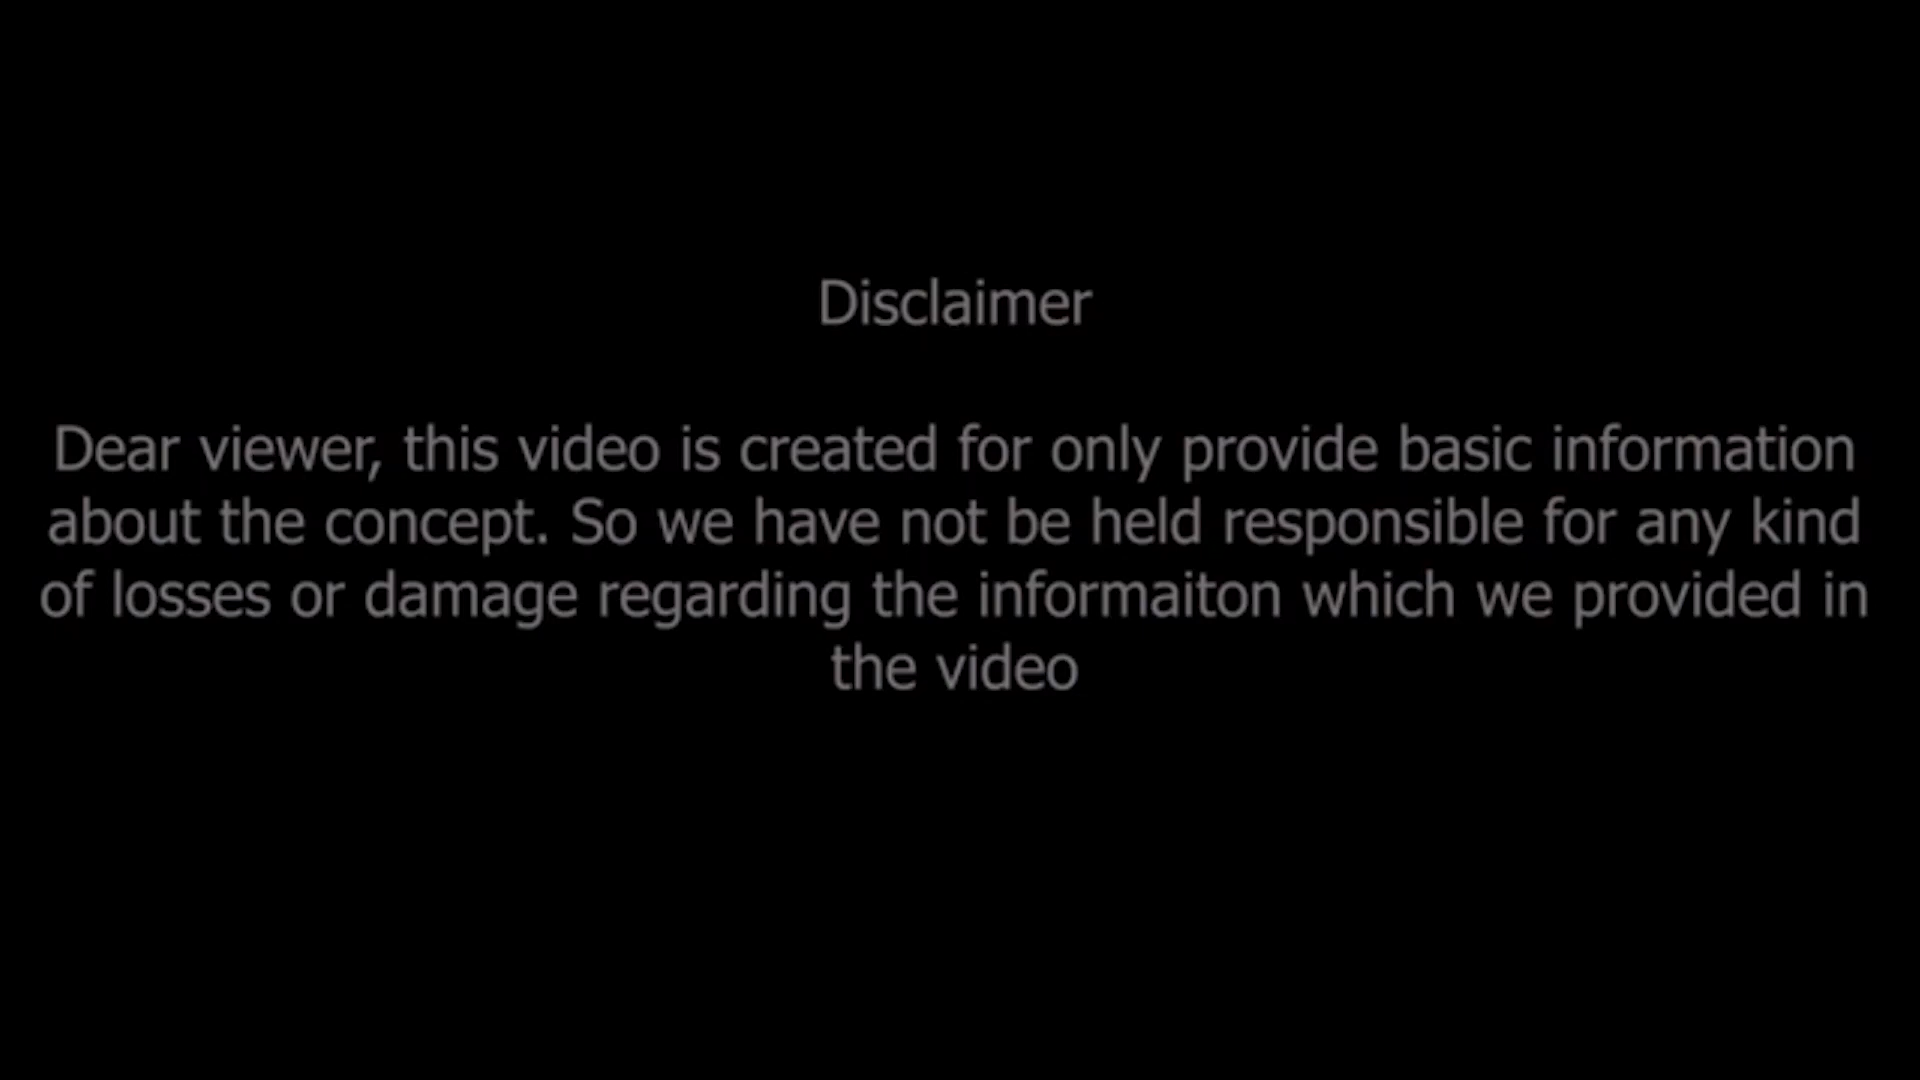 Disclaimer
Dear viewer, this video is created for only provide basic information
about the concept. So we have not be held responsible for any kind
of losses or damage regarding the informaiton which we provided in
the video